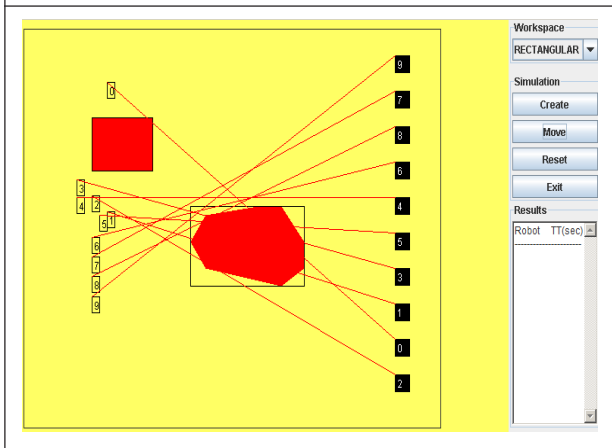 Workspace
RECTANGULAR
Simulation
Create
Move
Reset
Exit
Results
Robot TT(sec)
--------------------
9
7
8
6
4
5
3
1
0
2
0
3
4
2
5
1
6
7
8
9